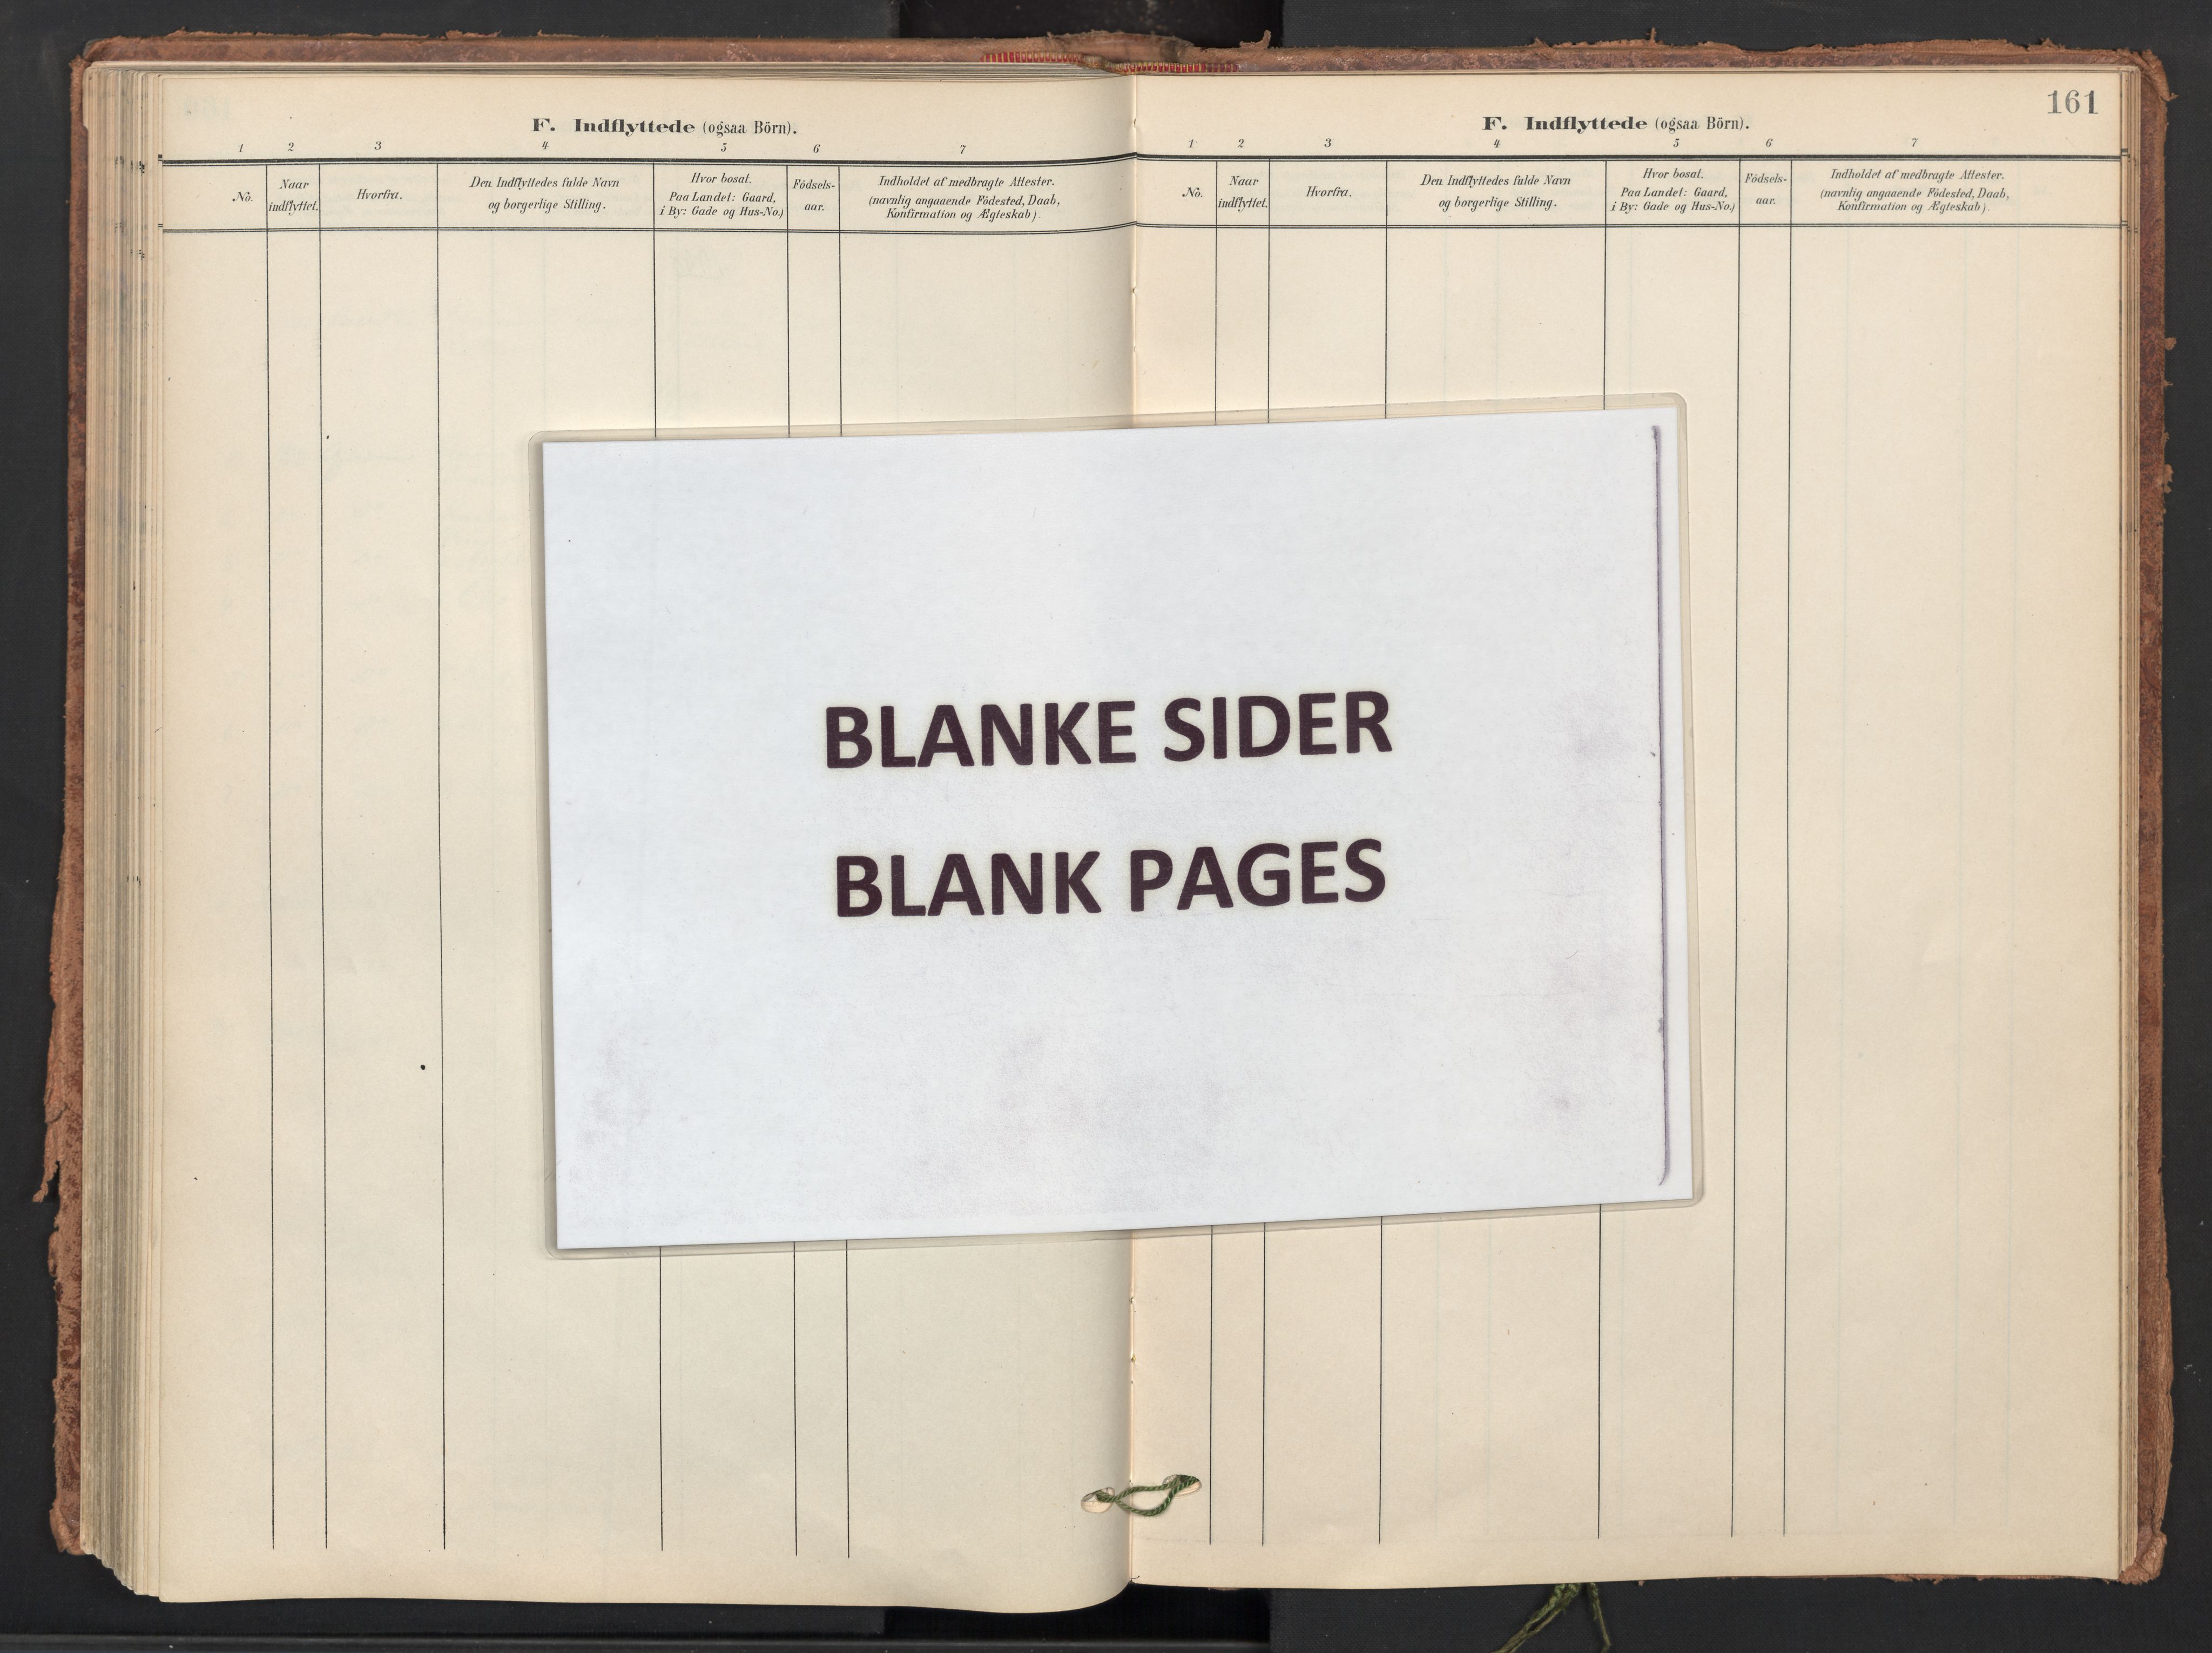 F. Indflyttede (ogsaa Börn).
1 2 3 4 5 6 7
No.
Naar
indflyttet.
Hvorfra.
Den Indflyttedes fulde Navn
og borgerlige Stilling.
Hvor bosat.
Paa Landet: Gaard,
i By: Gade og Hus-No.)
Födsels-
aar.
Indholdet af medbragte Attester.
(navnlig angaaende Födested, Daab,
Konfirmation og Ægteskab).
161
F. Indflyttede (ogsaa Börn).
1 2 3 4 5 6 7
No.
Naar
indflyttet.
Hvorfra.
Den Indflyttedes fulde Navn
og borgerlige Stilling.
Hvor bosat.
Paa Landet: Gaard,
i By: Gade og Hus-No.)
Födsels-
aar.
Indholdet af medbragte Attester.
(navnlig angaaende Födested, Daab,
Konfirmation og Ægteskab).
BLANKE SIDER
BLANK PAGES